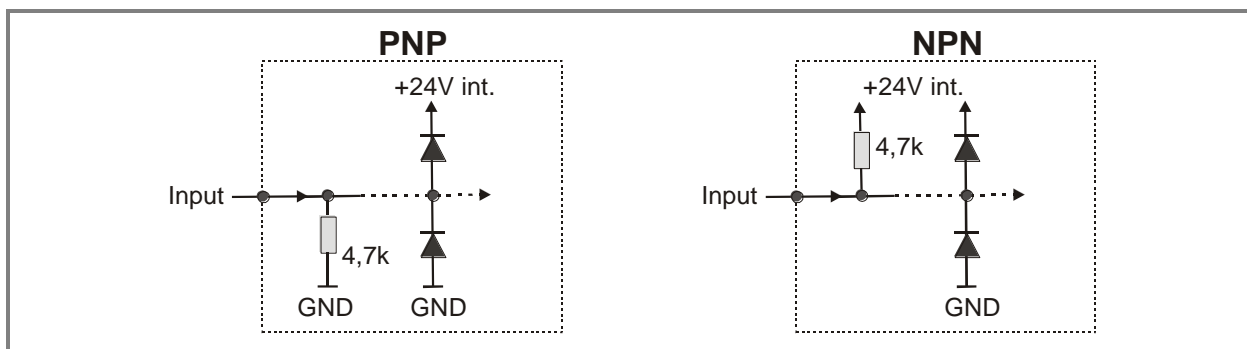 PNP
+24V int.
Input
4,7k
GND
GND
NPN
+24V int.
4,7k
Input
GND